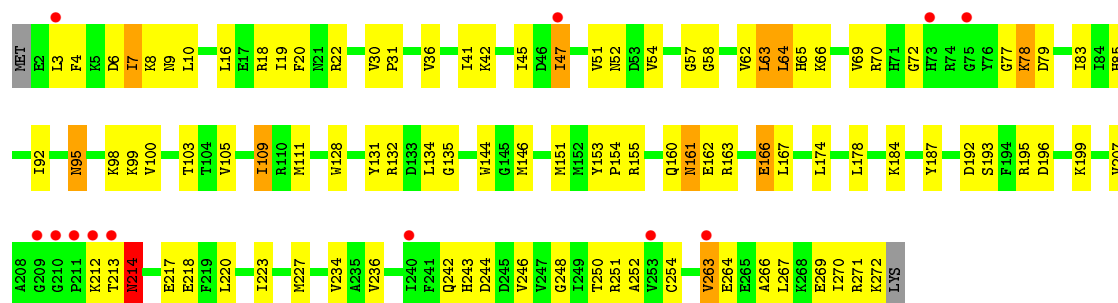 MET E2 L3 F4 K5 D6 I7 K8 N9 L10 L16 E17 R18 I19 F20 N21 R22 V30 P31 V36 I41 K42 I45 D46 I47 V51 N52 D53 V54 G57 G58 V62 L63 L64 H65 K66 V69 R70 H71 G72 H73 R74 G75 Y76 G77 K78 D79 I83 I84 H85
I92 N95 K98 K99 V100 T103 T104 V105 I109 R110 M111 W128 Y131 R132 D133 L134 G135 W144 G145 M146 M151 M152 Y153 P154 R155 Q160 N161 E162 R163 E166 L167 L174 L178 K184 Y187 D192 S193 F194 R195 D196 K199 V207
A208 G209 G210 P211 K212 T213 N214 E217 E218 F219 L220 I223 M227 V234 A235 V236 I240 F241 Q242 H243 D244 D245 V246 V247 G248 I249 T250 R251 A252 V253 C254 V263 E264 E265 A266 L267 K268 E269 I270 R271 K272 LYS